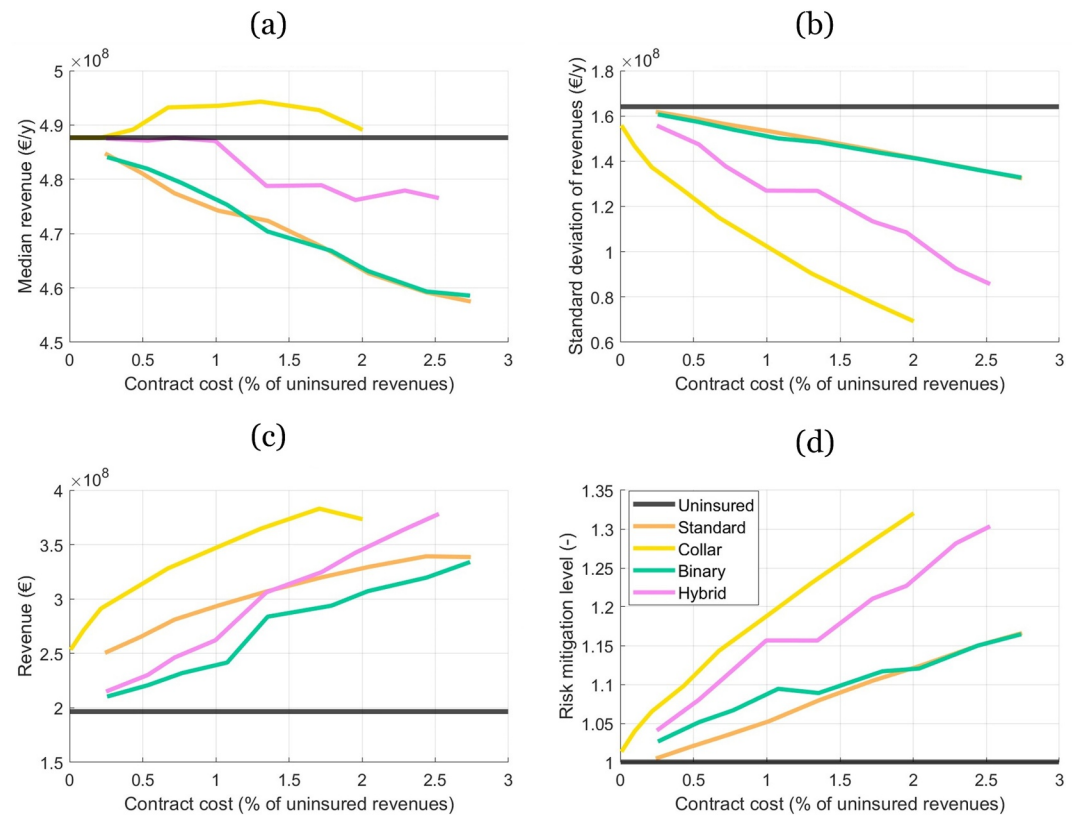 (a)
×10⁸
5
4.9
4.8
4.7
4.6
4.5
Median revenue (€/y)
0 0.5 1 1.5 2 2.5 3
Contract cost (% of uninsured revenues)
(b)
×10⁸
1.8
1.6
1.4
1.2
1
0.8
0.6
Standard deviation of revenues (€/y)
0 0.5 1 1.5 2 2.5 3
Contract cost (% of uninsured revenues)
(c)
×10⁸
4
3.5
3
2.5
2
1.5
Revenue (€)
0 0.5 1 1.5 2 2.5 3
Contract cost (% of uninsured revenues)
(d)
1.35
1.3
1.25
1.2
1.15
1.1
1.05
1
Risk mitigation level (-)
Uninsured
Standard
Collar
Binary
Hybrid
0 0.5 1 1.5 2 2.5 3
Contract cost (% of uninsured revenues)